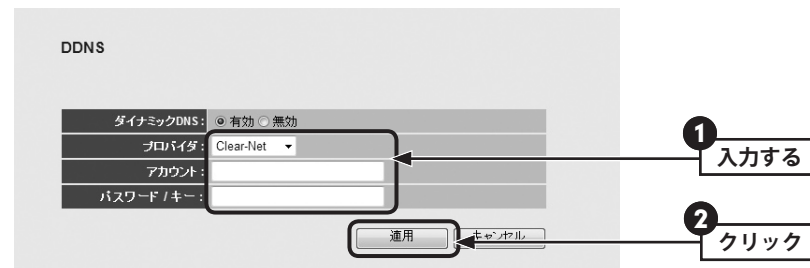 DDNS
ダイナミックDNS : 有効 無効
プロバイダ : Clear-Net
アカウント :
パスワード / キー :
適用 キャンセル
1 入力する
2 クリック